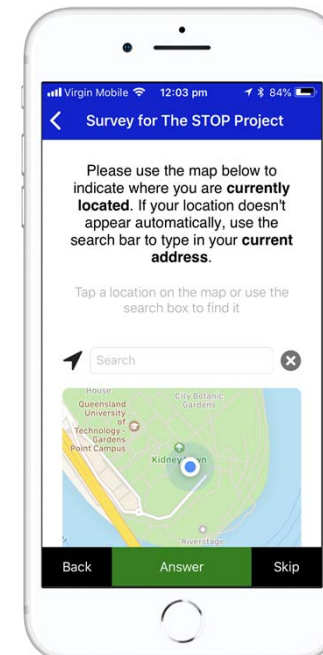 Virgin Mobile 12:03 pm 84%
Survey for The STOP Project
Please use the map below to
indicate where you are currently
located. If your location doesn't
appear automatically, use the
search bar to type in your current
address.
Tap a location on the map or use the
search box to find it
Search
House
City Botanic
Gardens
Queensland
University
of
Technology -
Gardens
Point Campus
Kidney Lawn
Riverstage
Back Answer Skip